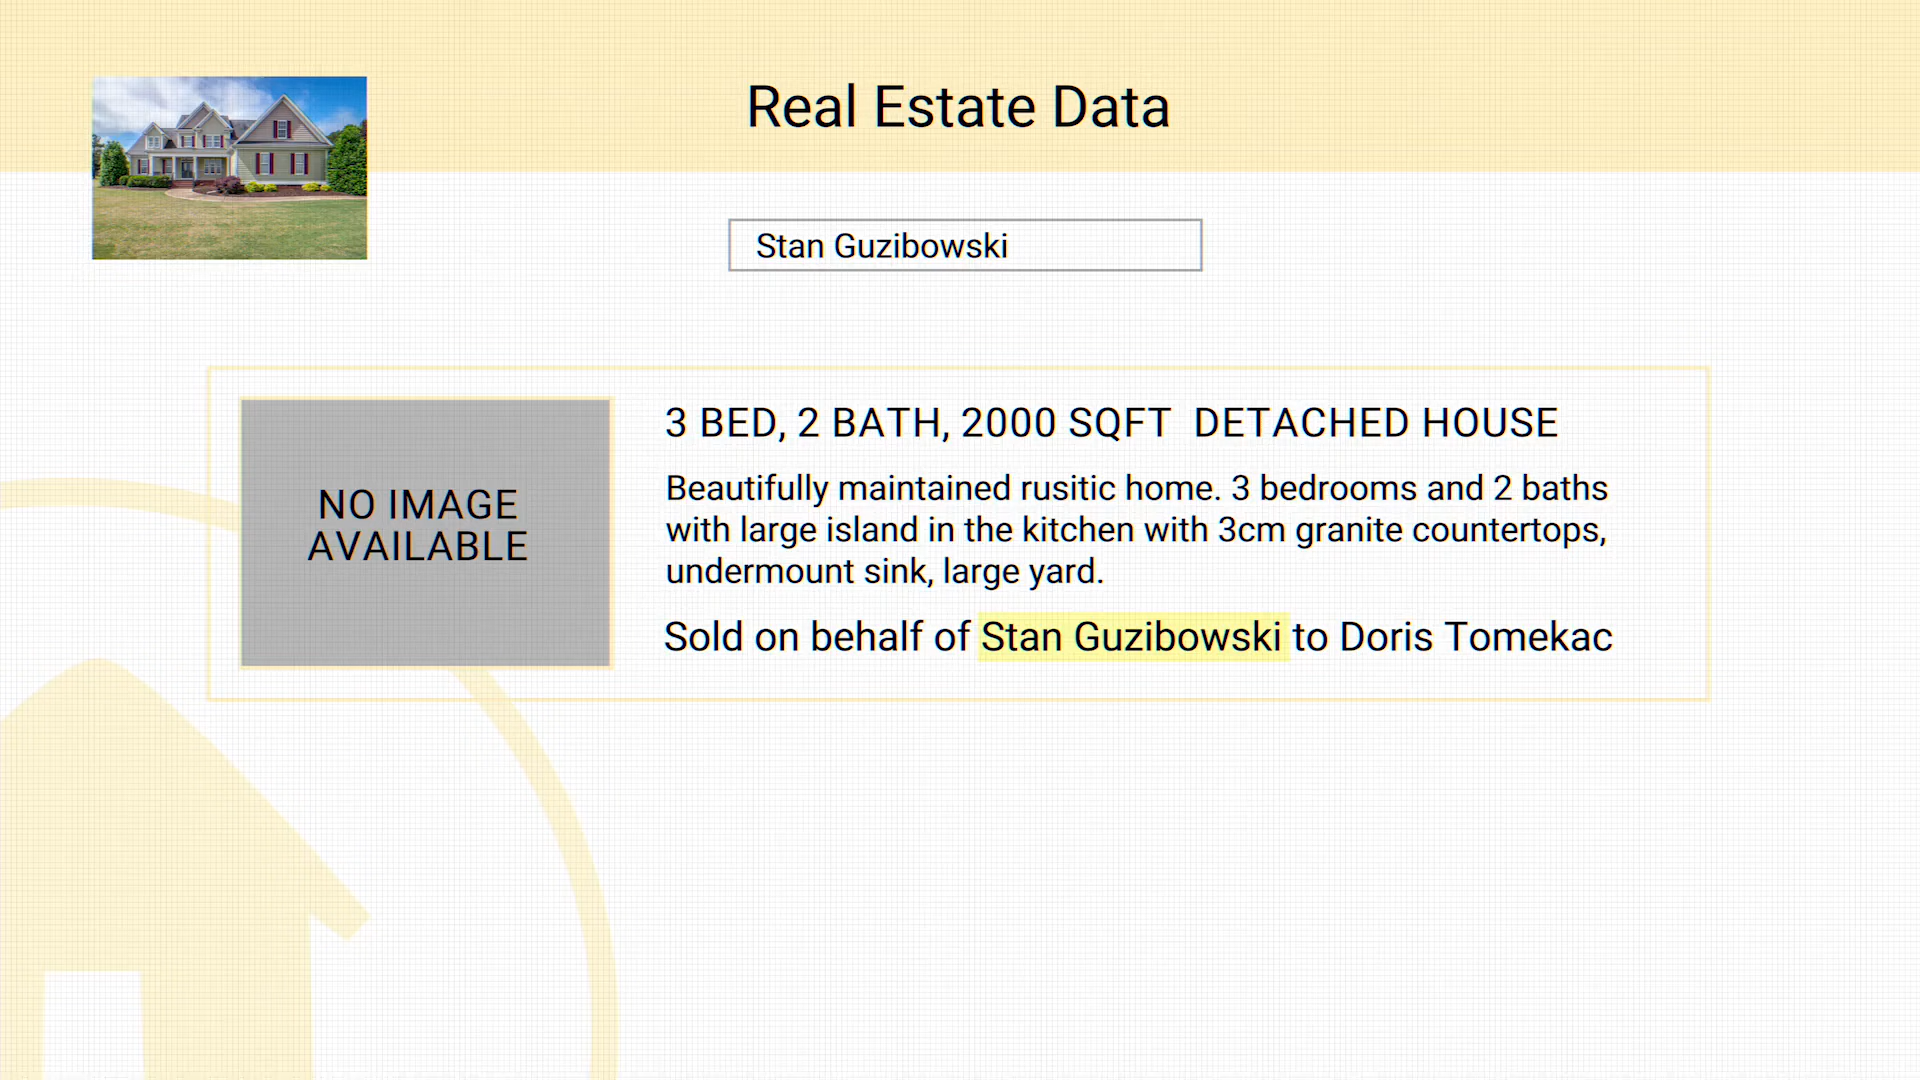 Real Estate Data
Stan Guzibowski
NO IMAGE
AVAILABLE
3 BED, 2 BATH, 2000 SQFT DETACHED HOUSE
Beautifully maintained rusitic home. 3 bedrooms and 2 baths
with large island in the kitchen with 3cm granite countertops,
undermount sink, large yard.
Sold on behalf of Stan Guzibowski to Doris Tomekac